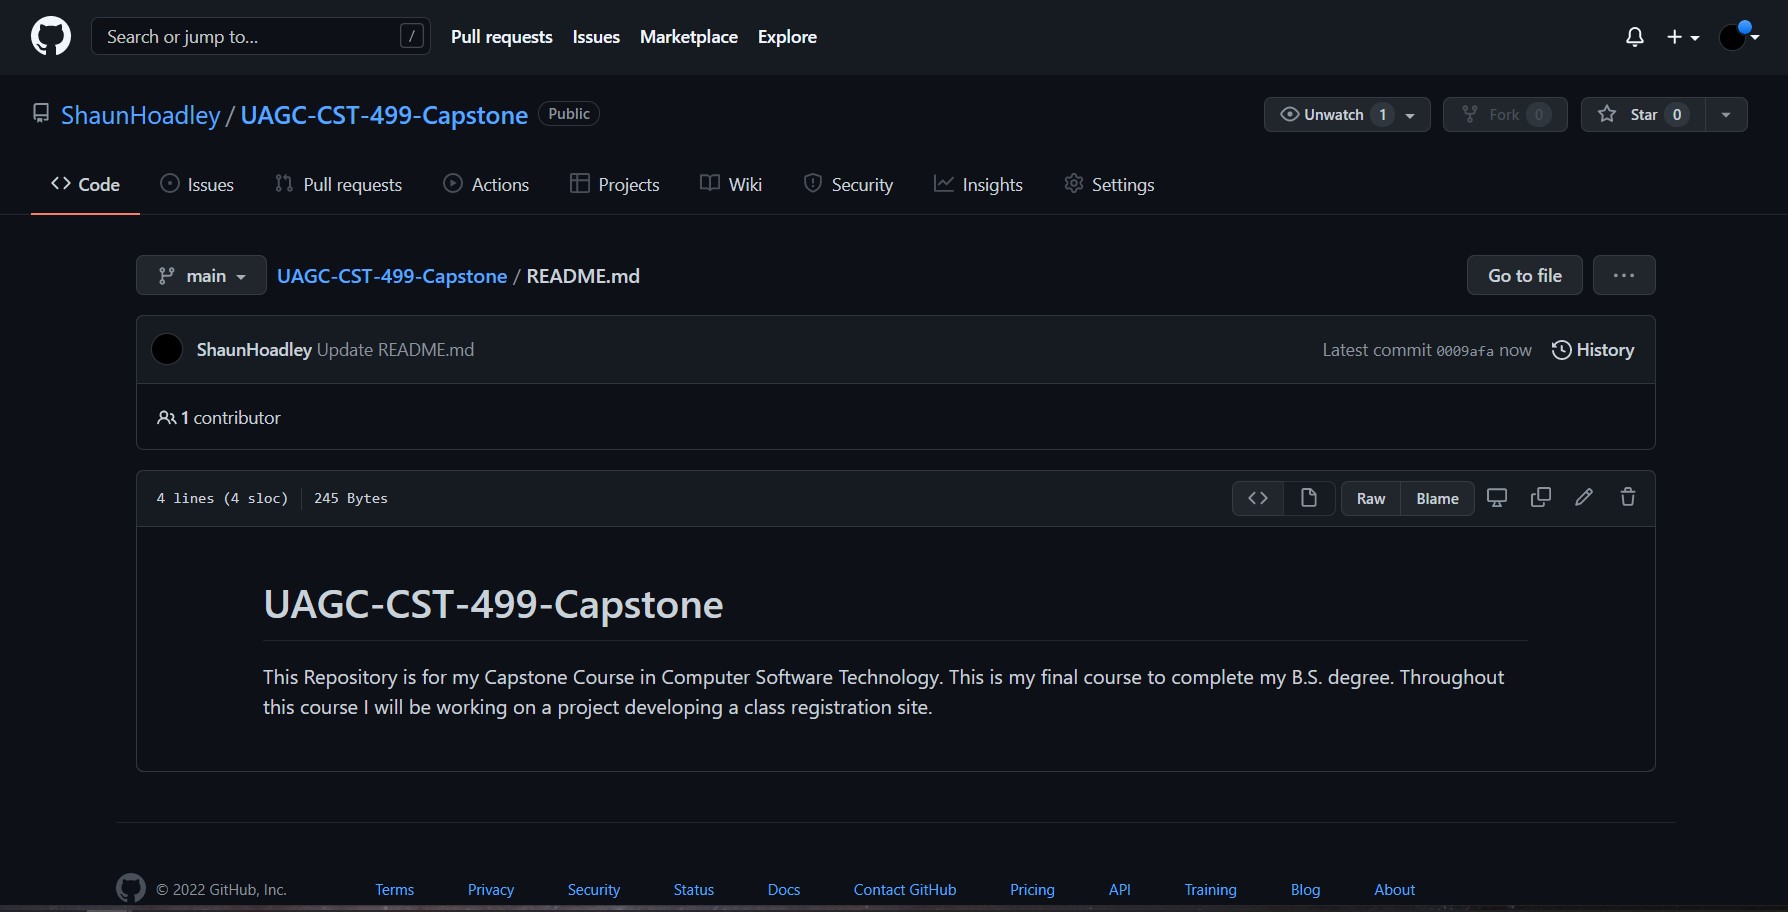 Search or jump to... / Pull requests Issues Marketplace Explore
ShaunHoadley / UAGC-CST-499-Capstone Public Unwatch 1 Fork 0 Star 0
Code Issues Pull requests Actions Projects Wiki Security Insights Settings
main UAGC-CST-499-Capstone / README.md Go to file ...
ShaunHoadley Update README.md Latest commit 0009afa now History
1 contributor
4 lines (4 sloc) 245 Bytes <> Raw Blame
UAGC-CST-499-Capstone
This Repository is for my Capstone Course in Computer Software Technology. This is my final course to complete my B.S. degree. Throughout
this course I will be working on a project developing a class registration site.
© 2022 GitHub, Inc. Terms Privacy Security Status Docs Contact GitHub Pricing API Training Blog About